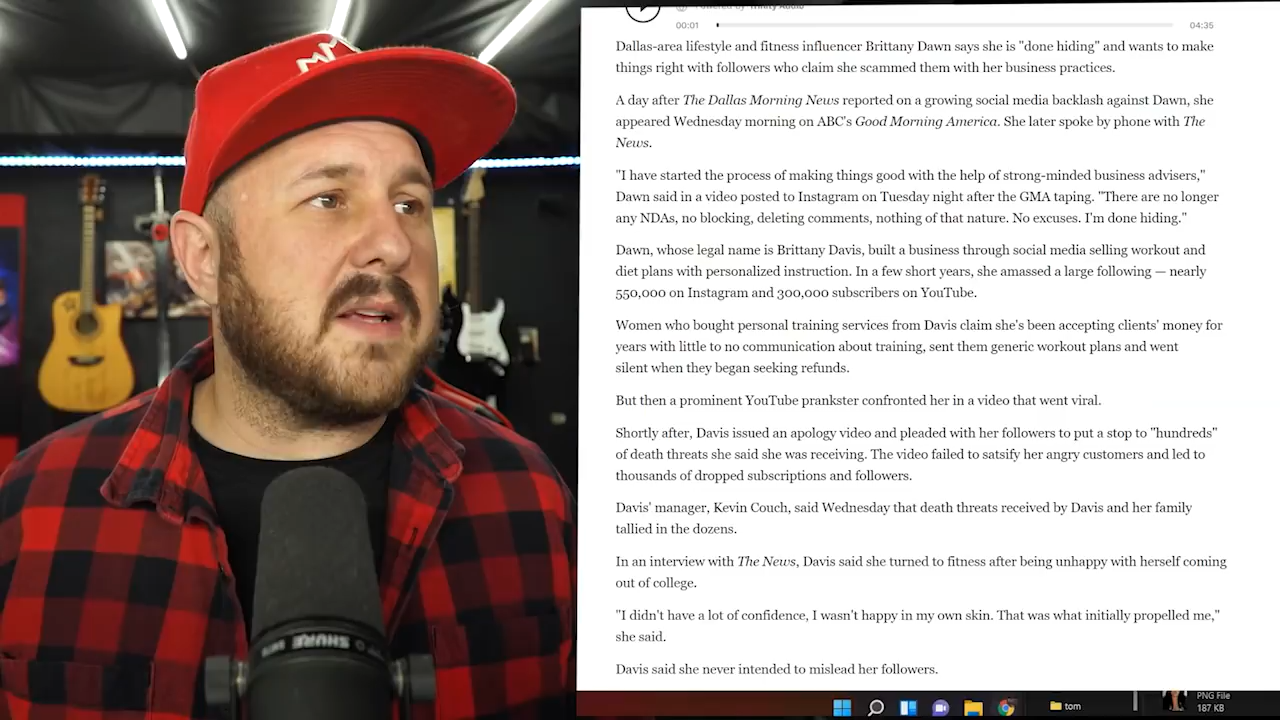 Powered by Trinity Audio
00:01
04:35
Dallas-area lifestyle and fitness influencer Brittany Dawn says she is "done hiding" and wants to make
things right with followers who claim she scammed them with her business practices.
A day after The Dallas Morning News reported on a growing social media backlash against Dawn, she
appeared Wednesday morning on ABC's Good Morning America. She later spoke by phone with The
News.
"I have started the process of making things good with the help of strong-minded business advisers,"
Dawn said in a video posted to Instagram on Tuesday night after the GMA taping. "There are no longer
any NDAs, no blocking, deleting comments, nothing of that nature. No excuses. I'm done hiding."
Dawn, whose legal name is Brittany Davis, built a business through social media selling workout and
diet plans with personalized instruction. In a few short years, she amassed a large following — nearly
550,000 on Instagram and 300,000 subscribers on YouTube.
Women who bought personal training services from Davis claim she's been accepting clients' money for
years with little to no communication about training, sent them generic workout plans and went
silent when they began seeking refunds.
But then a prominent YouTube prankster confronted her in a video that went viral.
Shortly after, Davis issued an apology video and pleaded with her followers to put a stop to "hundreds"
of death threats she said she was receiving. The video failed to satsify her angry customers and led to
thousands of dropped subscriptions and followers.
Davis' manager, Kevin Couch, said Wednesday that death threats received by Davis and her family
tallied in the dozens.
In an interview with The News, Davis said she turned to fitness after being unhappy with herself coming
out of college.
"I didn't have a lot of confidence, I wasn't happy in my own skin. That was what initially propelled me,"
she said.
Davis said she never intended to mislead her followers.
SHURE
tom
PNG File
187 KB